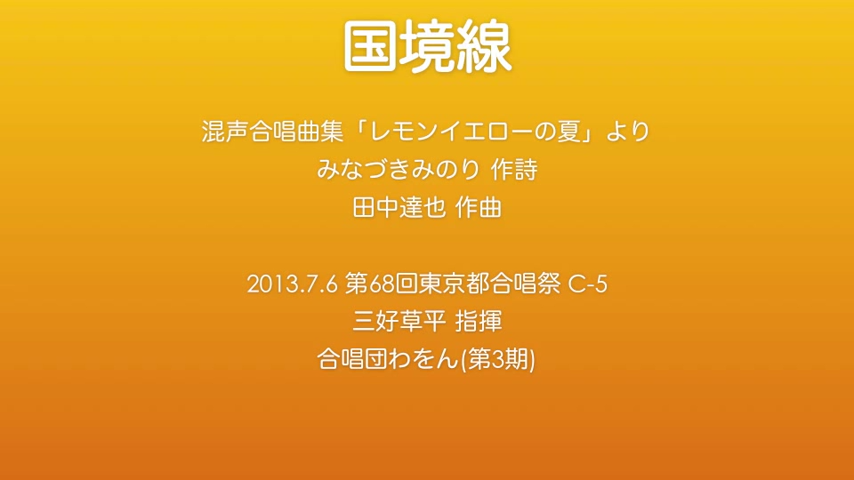 国境線
混声合唱曲集「レモンイエローの夏」より
みなづきみのり 作詩
田中達也 作曲
2013.7.6 第68回東京都合唱祭 C-5
三好草平 指揮
合唱団わをん(第3期)